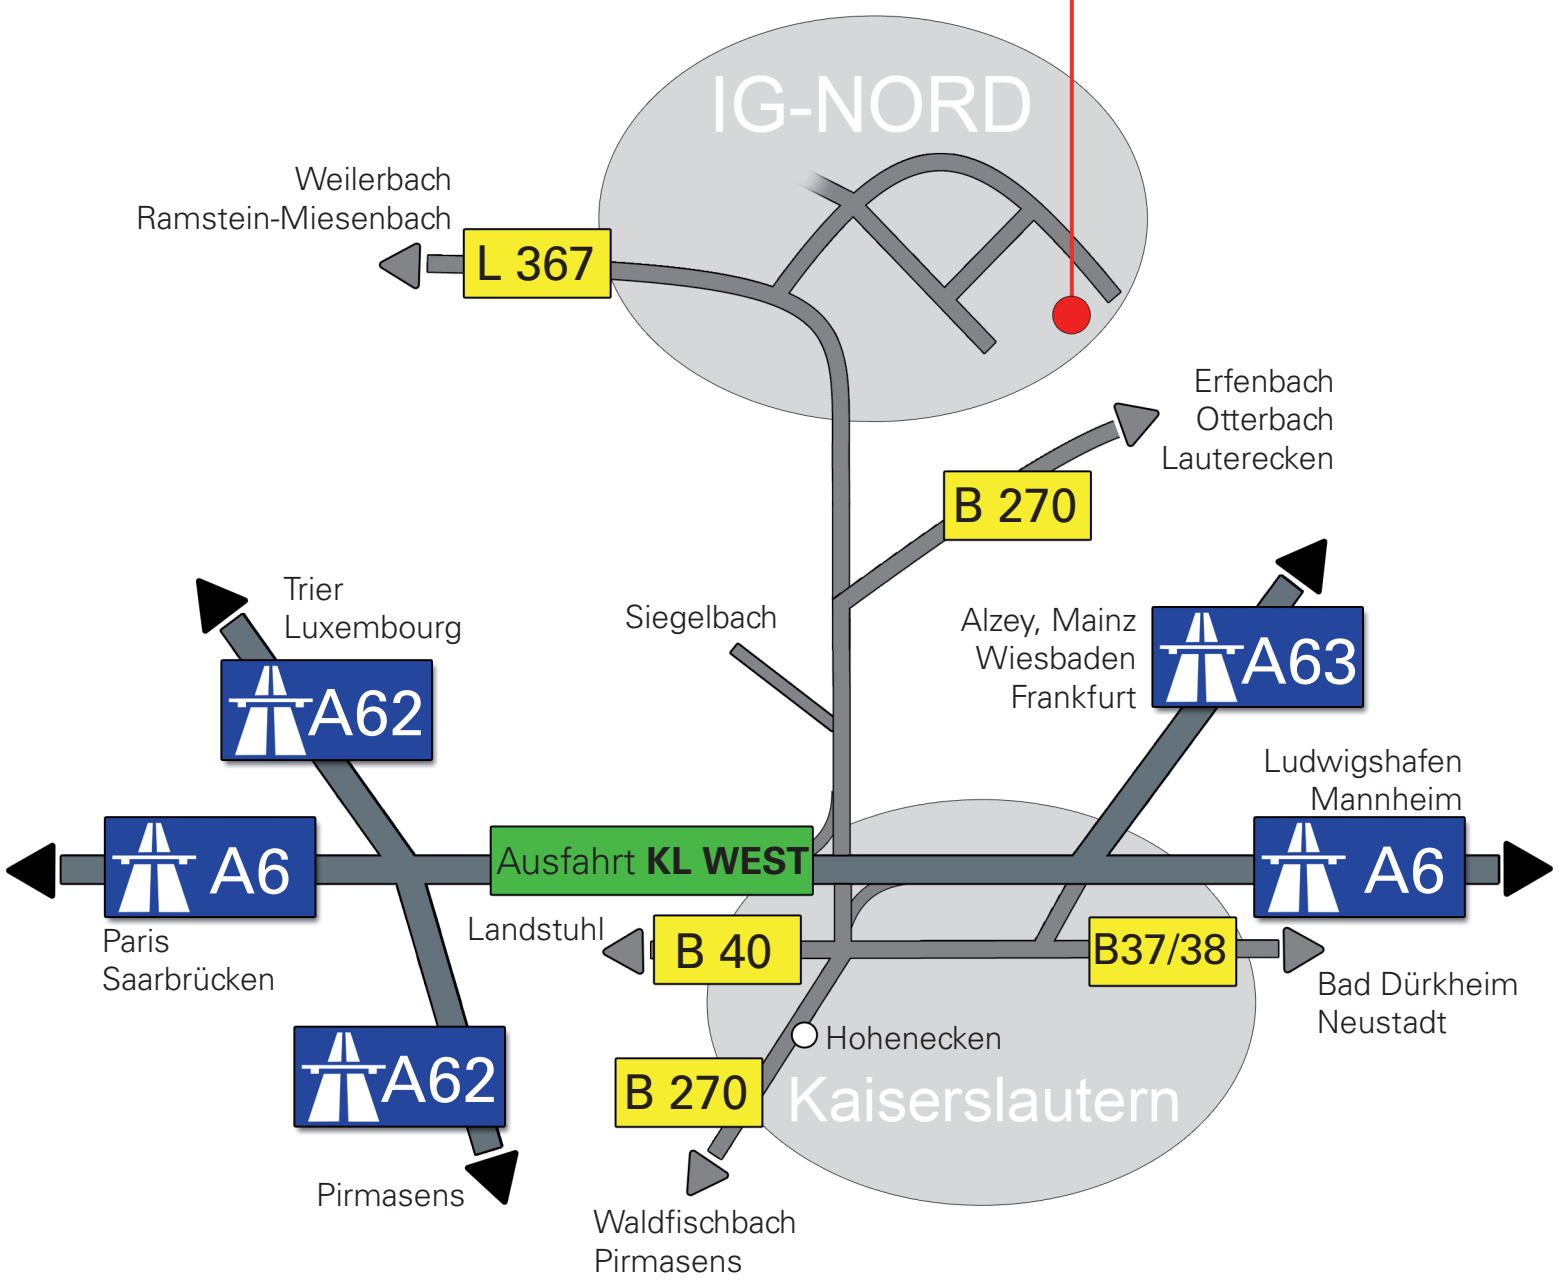 IG-NORD
Weilerbach
Ramstein-Miesenbach
L 367
Erfenbach
Otterbach
Lauterecken
B 270
Trier
Luxembourg
A62
Siegelbach
Alzey, Mainz
Wiesbaden
Frankfurt
A63
Ludwigshafen
Mannheim
A6
Ausfahrt KL WEST
A6
Paris
Saarbrücken
Landstuhl
B 40
B37/38
Bad Dürkheim
Neustadt
Hohenecken
A62
B 270
Kaiserslautern
Pirmasens
Waldfischbach
Pirmasens